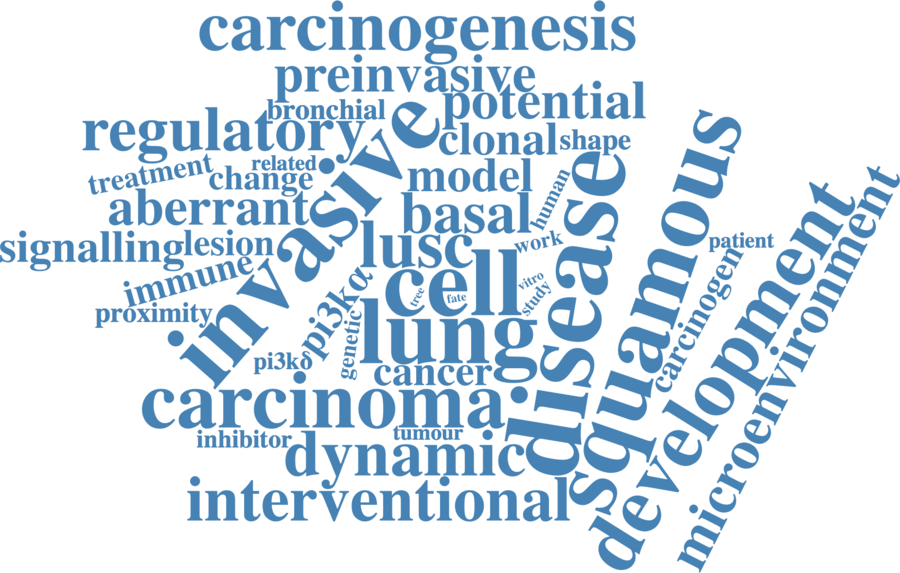 carcinogenesis
preinvasive
bronchial
potential
regulatory
invasive
clonal
shape
related
treatment
change
model
human
aberrant
basal
disease
squamous
signalling
lesion
lusc
work
patient
development
microenvironment
immune
cell
vitro
study
tree
fate
carcinogen
proximity
pi3kα
genetic
lung
pi3kδ
cancer
carcinoma
inhibitor
tumour
dynamic
interventional